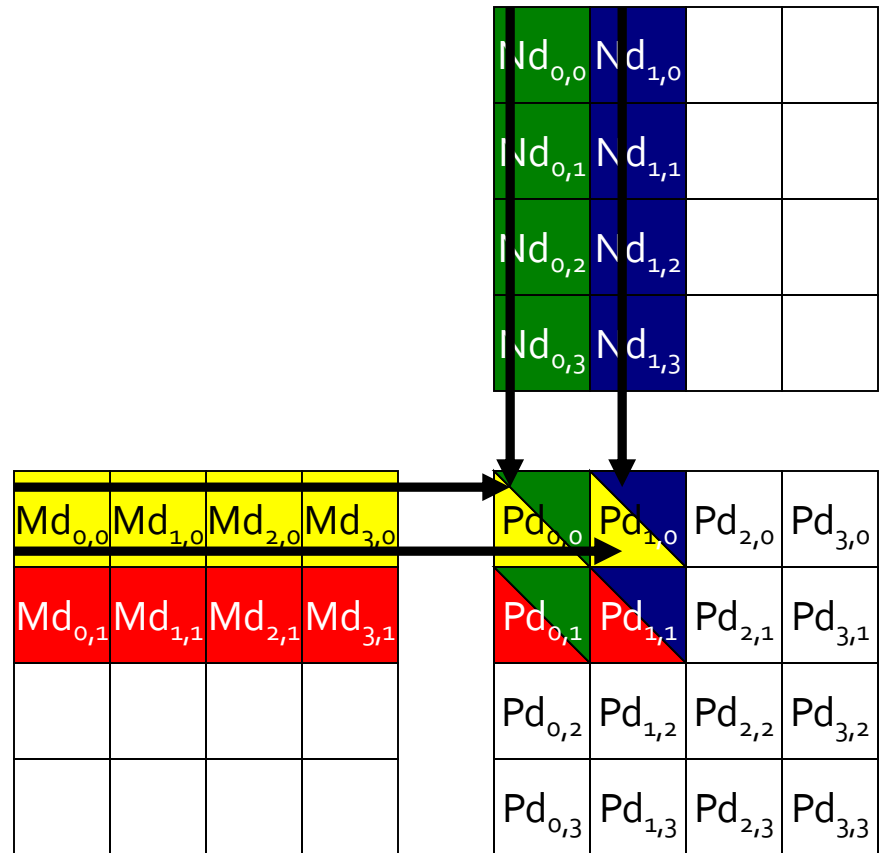 Nd0,0 Nd1,0
Nd0,1 Nd1,1
Nd0,2 Nd1,2
Nd0,3 Nd1,3
Md0,0 Md1,0 Md2,0 Md3,0 Pd0,0 Pd1,0 Pd2,0 Pd3,0
Md0,1 Md1,1 Md2,1 Md3,1 Pd0,1 Pd1,1 Pd2,1 Pd3,1
Pd0,2 Pd1,2 Pd2,2 Pd3,2
Pd0,3 Pd1,3 Pd2,3 Pd3,3